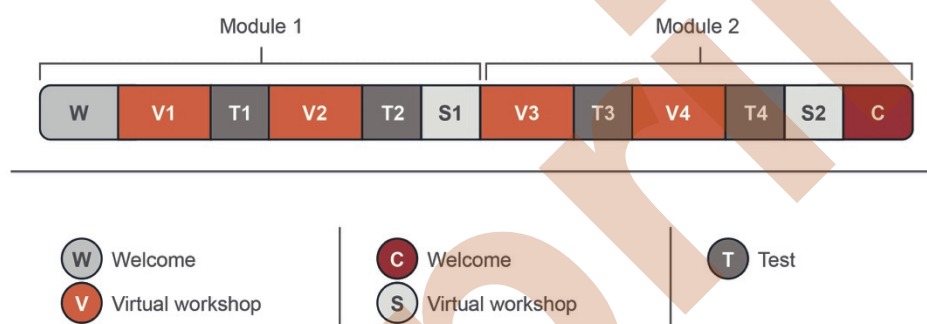 Module 1 Module 2
W V1 T1 V2 T2 S1 V3 T3 V4 T4 S2 C
W Welcome C Welcome T Test
V Virtual workshop S Virtual workshop